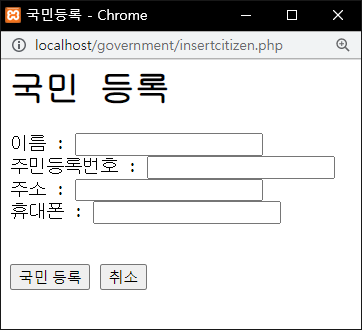 국민등록 - Chrome
localhost/government/insertcitizen.php
국민 등록
이름 :
주민등록번호 :
주소 :
휴대폰 :
국민 등록 취소